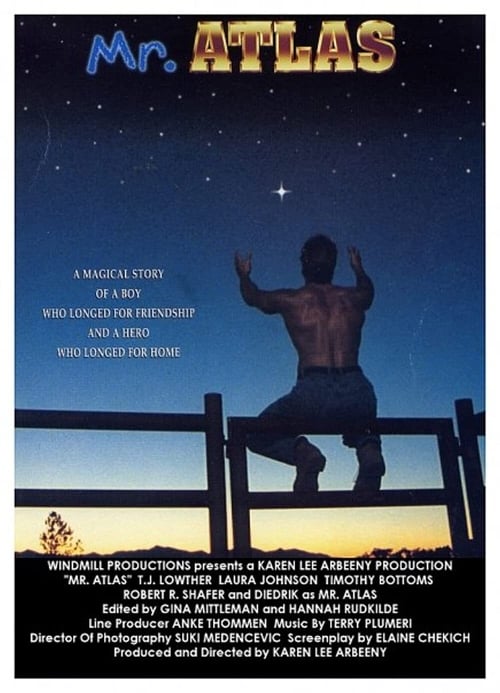 Mr. ATLAS
A MAGICAL STORY
OF A BOY
WHO LONGED FOR FRIENDSHIP
AND A HERO
WHO LONGED FOR HOME
WINDMILL PRODUCTIONS presents a KAREN LEE ARBEENY PRODUCTION
"MR. ATLAS" T.J. LOWTHER LAURA JOHNSON TIMOTHY BOTTOMS
ROBERT R. SHAFER and DIEDRIK as MR. ATLAS
Edited by GINA MITTLEMAN and HANNAH RUDKILDE
Line Producer ANKE THOMMEN Music By TERRY PLUMERI
Director Of Photography SUKI MEDENCEVIC Screenplay by ELAINE CHEKICH
Produced and Directed by KAREN LEE ARBEENY